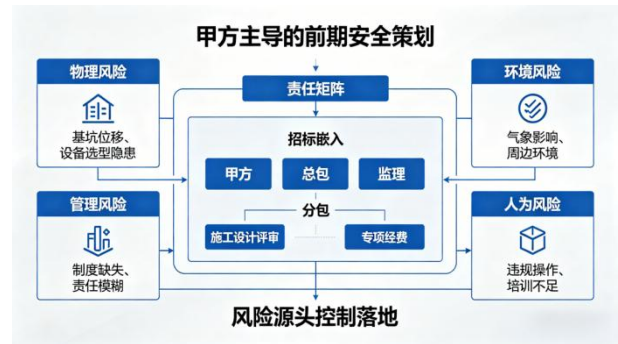 甲方主导的前期安全策划
物理风险
基坑位移、
设备选型隐患
管理风险
制度缺失、
责任模糊
责任矩阵
招标嵌入
甲方
总包
监理
分包
施工设计评审
专项经费
环境风险
气象影响、
周边环境
人为风险
违规操作、
培训不足
风险源头控制落地